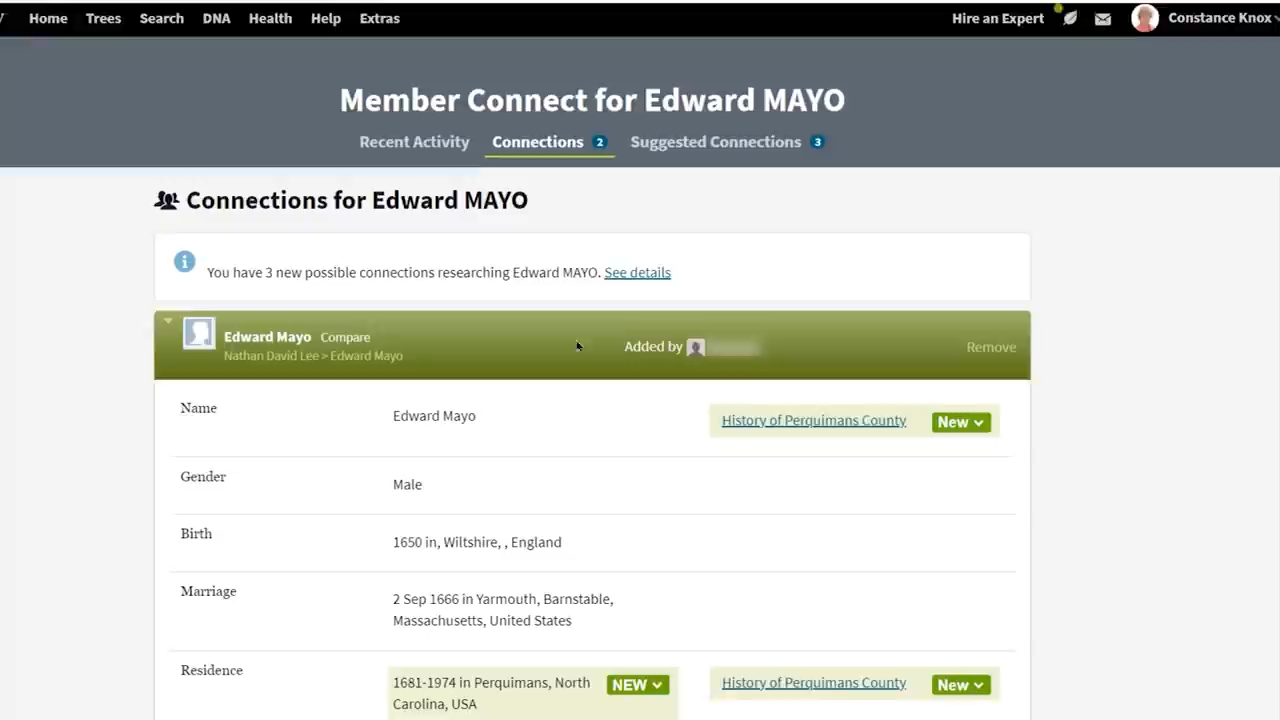 Home Trees Search DNA Health Help Extras Hire an Expert Constance Knox
Member Connect for Edward MAYO
Recent Activity Connections 2 Suggested Connections 3
Connections for Edward MAYO
You have 3 new possible connections researching Edward MAYO. See details
Edward Mayo Compare
Nathan David Lee > Edward Mayo
Added by
Remove
Name
Edward Mayo
History of Perquimans County New
Gender
Male
Birth
1650 in, Wiltshire, , England
Marriage
2 Sep 1666 in Yarmouth, Barnstable,
Massachusetts, United States
Residence
1681-1974 in Perquimans, North
Carolina, USA
NEW
History of Perquimans County New